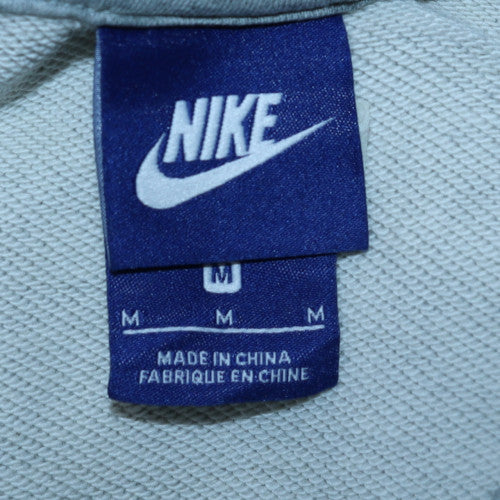 NIKE
M
M M M
MADE IN CHINA
FABRIQUE EN CHINE